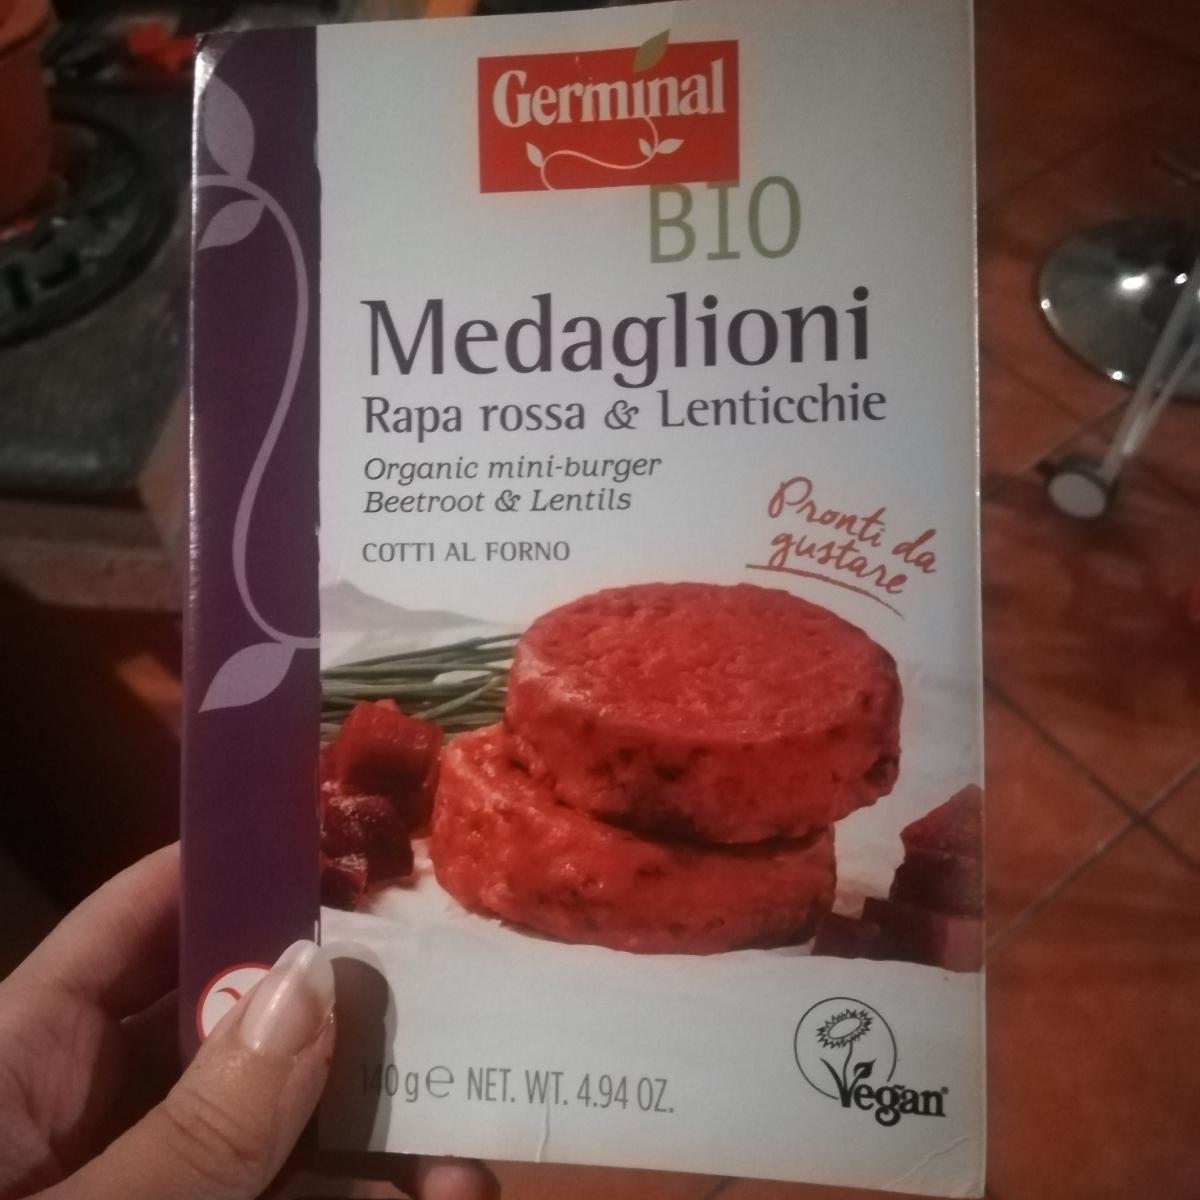 Germinal
BIO
Medaglioni
Rapa rossa & Lenticchie
Organic mini-burger
Beetroot & Lentils
COTTI AL FORNO
Pronti da
gustare
140 g e NET. WT. 4.94 OZ.
Vegan